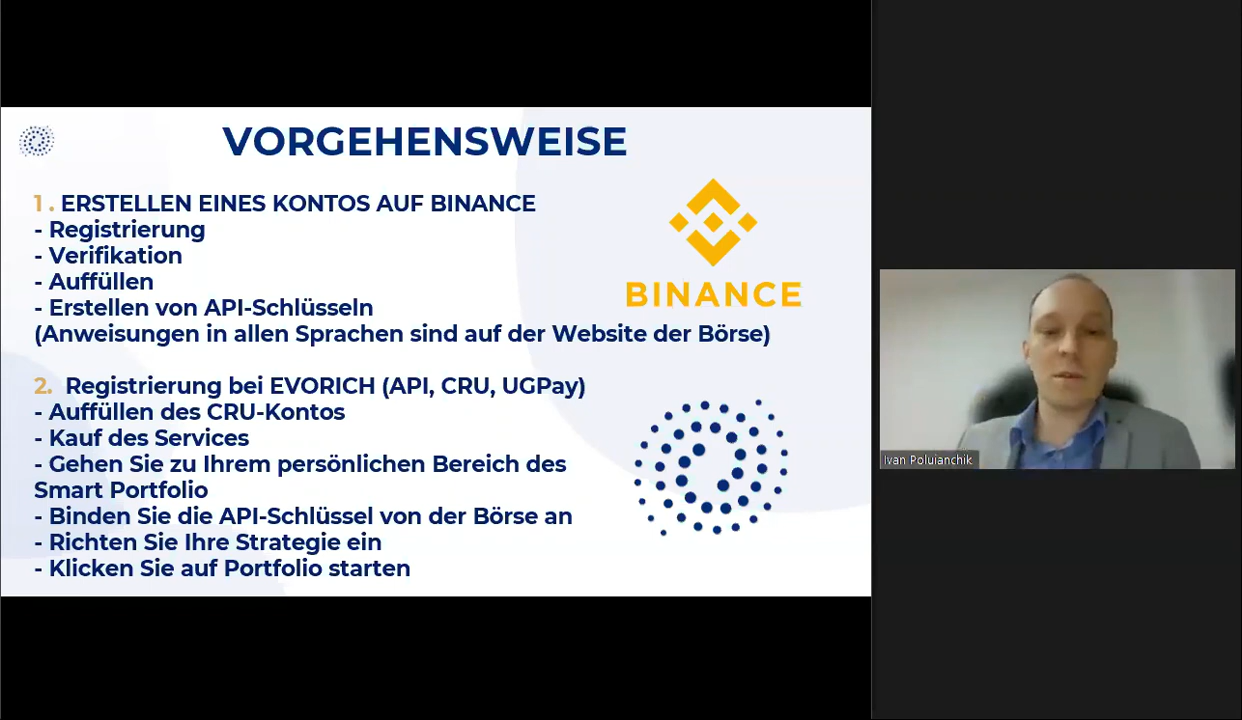 VORGEHENSWEISE
1 . ERSTELLEN EINES KONTOS AUF BINANCE
- Registrierung
- Verifikation
- Auffüllen
- Erstellen von API-Schlüsseln
(Anweisungen in allen Sprachen sind auf der Website der Börse)
BINANCE
2. Registrierung bei EVORICH (API, CRU, UGPay)
- Auffüllen des CRU-Kontos
- Kauf des Services
- Gehen Sie zu Ihrem persönlichen Bereich des
Smart Portfolio
- Binden Sie die API-Schlüssel von der Börse an
- Richten Sie Ihre Strategie ein
- Klicken Sie auf Portfolio starten
Ivan Poluianchik